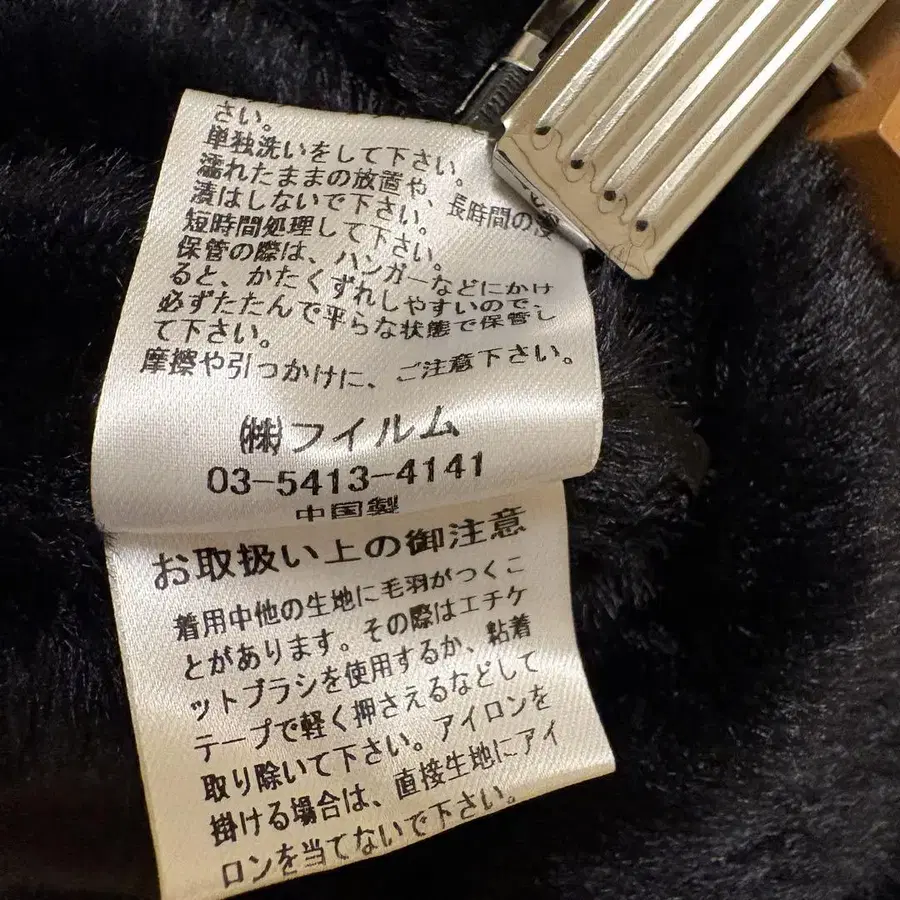 さい。
単独洗いをして下さい。
濡れたままの放置や、長時間の浸
漬はしないで下さい。
短時間処理して下さい。
保管の際は、ハンガーなどにかけ
ると、かたくずれしやすいので、
必ずたたんで平らな状態で保管し
て下さい。
摩擦や引っかけに、ご注意下さい。
㈱フイルム
03-5413-4141
中国製
お取扱い上の御注意
着用中他の生地に毛羽がつくこ
とがあります。その際はエチケ
ットブラシを使用するか、粘着
テープで軽く押さえるなどして
取り除いて下さい。アイロンを
掛ける場合は、直接生地にアイ
ロンを当てないで下さい。